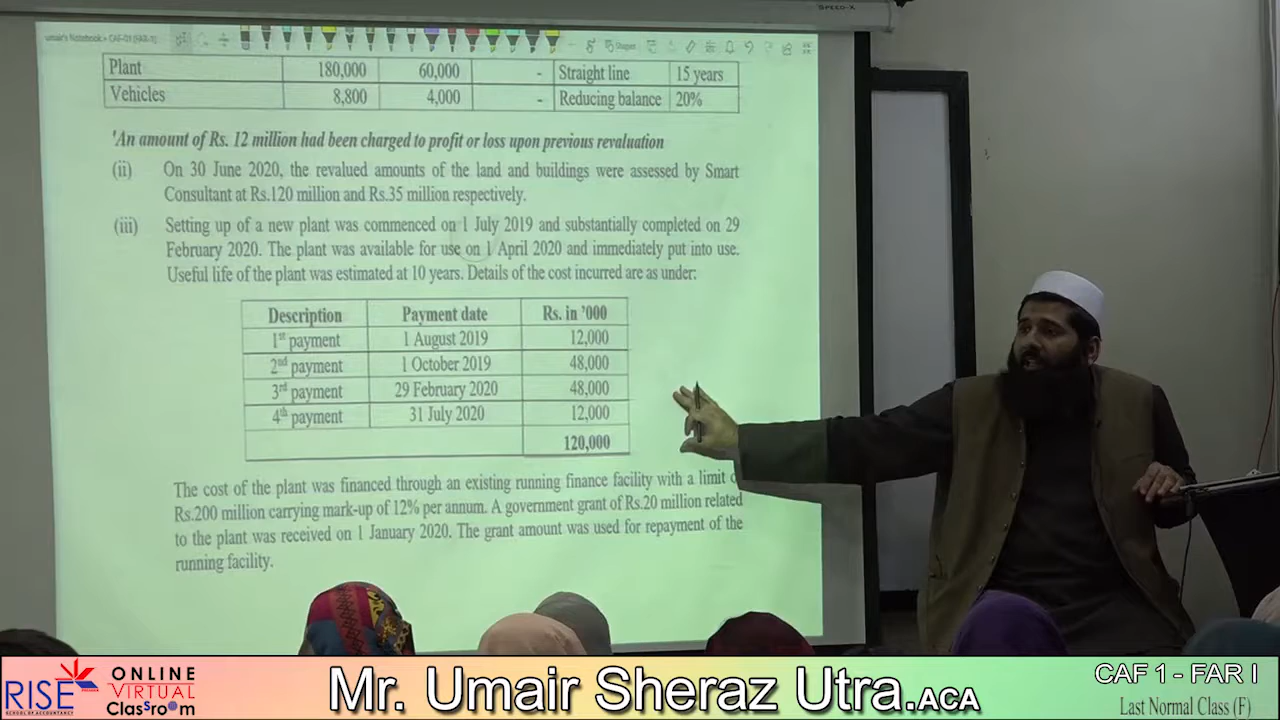 SPEED-X
umair's Notebook > CAF-01 (FAR-1)
Shapes
Plant 180,000 60,000 - Straight line 15 years
Vehicles 8,800 4,000 - Reducing balance 20%
'An amount of Rs. 12 million had been charged to profit or loss upon previous revaluation
(ii) On 30 June 2020, the revalued amounts of the land and buildings were assessed by Smart
Consultant at Rs.120 million and Rs.35 million respectively.
(iii) Setting up of a new plant was commenced on 1 July 2019 and substantially completed on 29
February 2020. The plant was available for use on 1 April 2020 and immediately put into use.
Useful life of the plant was estimated at 10 years. Details of the cost incurred are as under:
Description Payment date Rs. in '000
1st payment 1 August 2019 12,000
2nd payment 1 October 2019 48,000
3rd payment 29 February 2020 48,000
4th payment 31 July 2020 12,000
120,000
The cost of the plant was financed through an existing running finance facility with a limit
Rs.200 million carrying mark-up of 12% per annum. A government grant of Rs.20 million related
to the plant was received on 1 January 2020. The grant amount was used for repayment of the
running facility.
RISE
SCHOOL OF ACCOUNTANCY
ONLINE
VIRTUAL
Classroom
Mr. Umair Sheraz Utra.ACA
CAF 1 - FAR I
Last Normal Class (F)